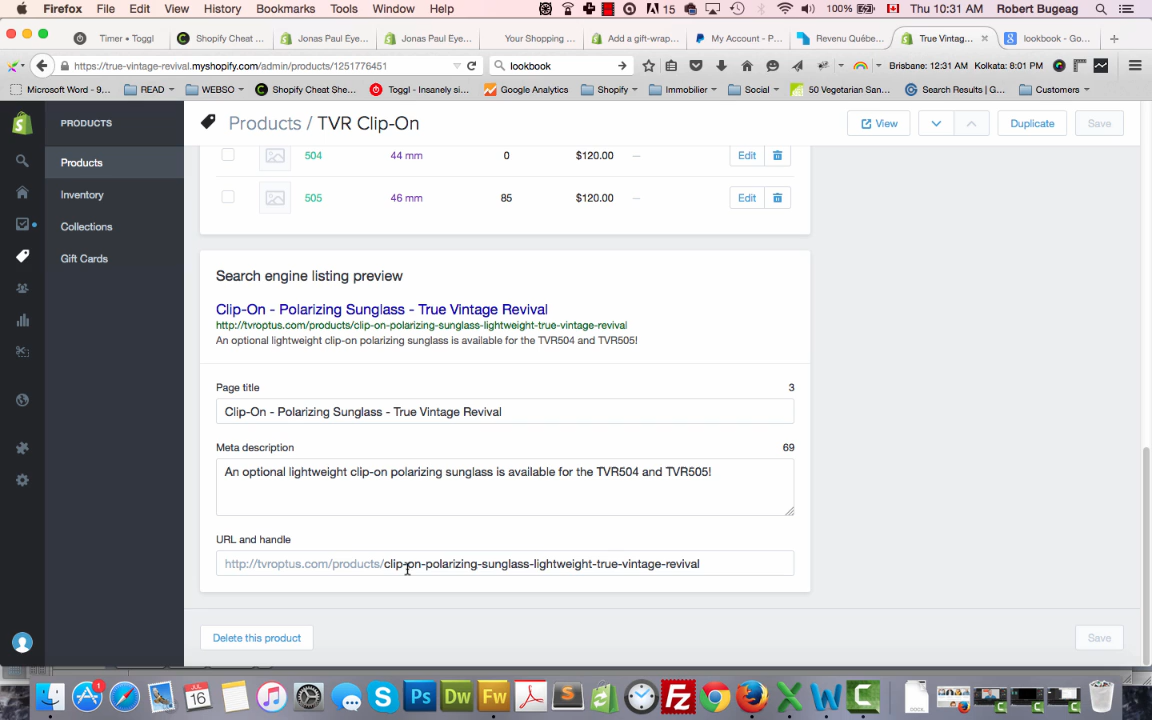 Firefox File Edit View History Bookmarks Tools Window Help 15 100% Thu 10:31 AM Robert Bugeag
Timer • Toggl Shopify Cheat ... Jonas Paul Eye... Jonas Paul Eye... Your Shopping ... Add a gift-wrap... My Account - P... Revenu Québe... True Vintag... lookbook - Go...
https://true-vintage-revival.myshopify.com/admin/products/1251776451 lookbook Brisbane: 12:31 AM Kolkata: 8:01 PM
Microsoft Word - 9... READ WEBSO Shopify Cheat She... Toggl - Insanely si... Google Analytics Shopify Immobilier Social 50 Vegetarian San... Search Results | G... Customers
PRODUCTS
Products / TVR Clip-On
View Duplicate Save
Products
Inventory
Collections
Gift Cards
504 44 mm 0 $120.00 — Edit
505 46 mm 85 $120.00 — Edit
Search engine listing preview
Clip-On - Polarizing Sunglass - True Vintage Revival
http://tvroptus.com/products/clip-on-polarizing-sunglass-lightweight-true-vintage-revival
An optional lightweight clip-on polarizing sunglass is available for the TVR504 and TVR505!
Page title 3
Clip-On - Polarizing Sunglass - True Vintage Revival
Meta description 69
An optional lightweight clip-on polarizing sunglass is available for the TVR504 and TVR505!
URL and handle
http://tvroptus.com/products/clip-on-polarizing-sunglass-lightweight-true-vintage-revival
Delete this product Save
1 JUL 16 Ps Dw Fw